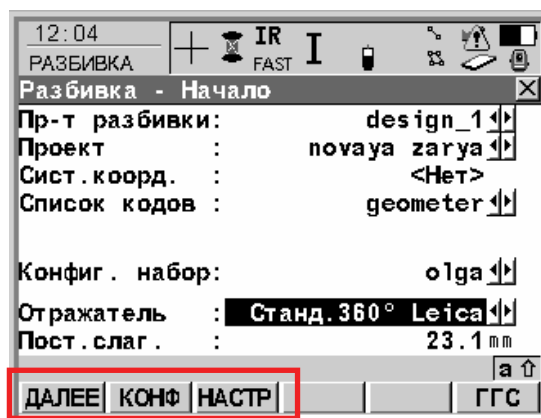 12:04
РАЗБИВКА
IR
FAST
I
Разбивка - Начало
Пр-т разбивки: design_1
Проект : novaya zarya
Сист.коорд. : <Нет>
Список кодов : geometer
Конфиг. набор: olga
Отражатель : Станд.360° Leica
Пост.слаг. : 23.1 mm
a
ДАЛЕЕ КОНФ НАСТР ГГС